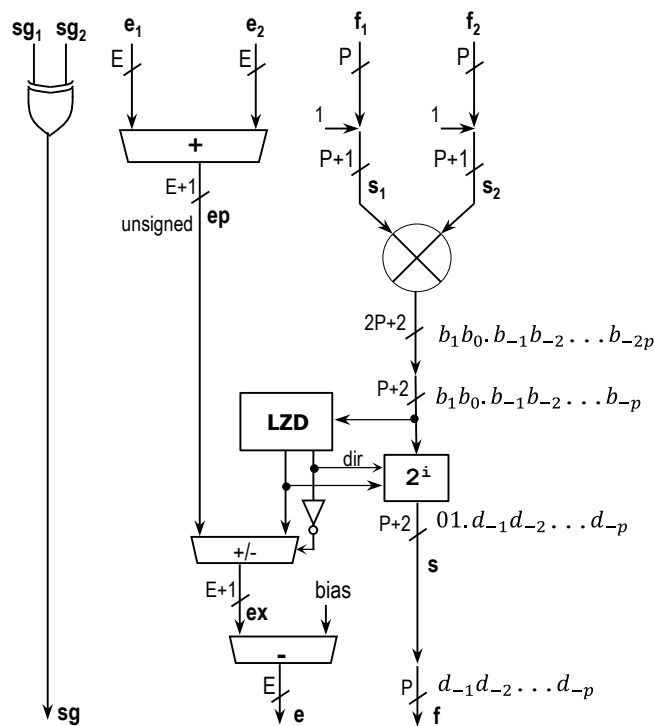 sg₁ sg₂ e₁ e₂ f₁ f₂
E E P P
1 1
+
P+1 P+1
E+1 s₁ s₂
unsigned ep
2P+2 b₁b₀.b₋₁b₋₂...b₋₂ₚ
P+2 b₁b₀.b₋₁b₋₂...b₋ₚ
LZD
dir 2ⁱ
P+2 01.d₋₁d₋₂...d₋ₚ
+/-
s
E+1 bias
ex
-
E P d₋₁d₋₂...d₋ₚ
sg e f